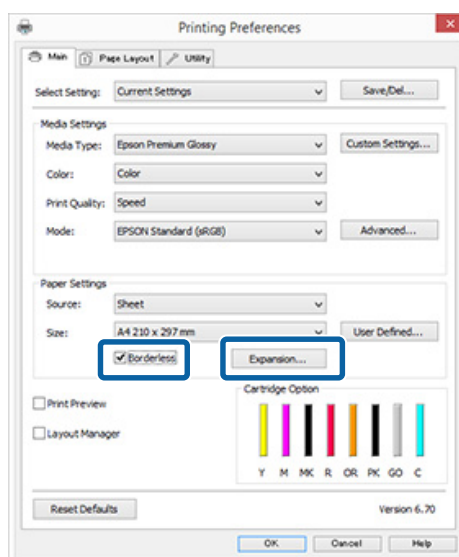 Printing Preferences
Main Page Layout Utility
Select Setting: Current Settings Save/Del...
Media Settings
Media Type: Epson Premium Glossy Custom Settings...
Color: Color
Print Quality: Speed
Mode: EPSON Standard (sRGB) Advanced...
Paper Settings
Source: Sheet
Size: A4 210 x 297 mm User Defined...
Borderless Expansion...
Cartridge Option
Print Preview
Layout Manager
Y M MK R OR PK GO C
Reset Defaults Version 6.70
OK Cancel Help